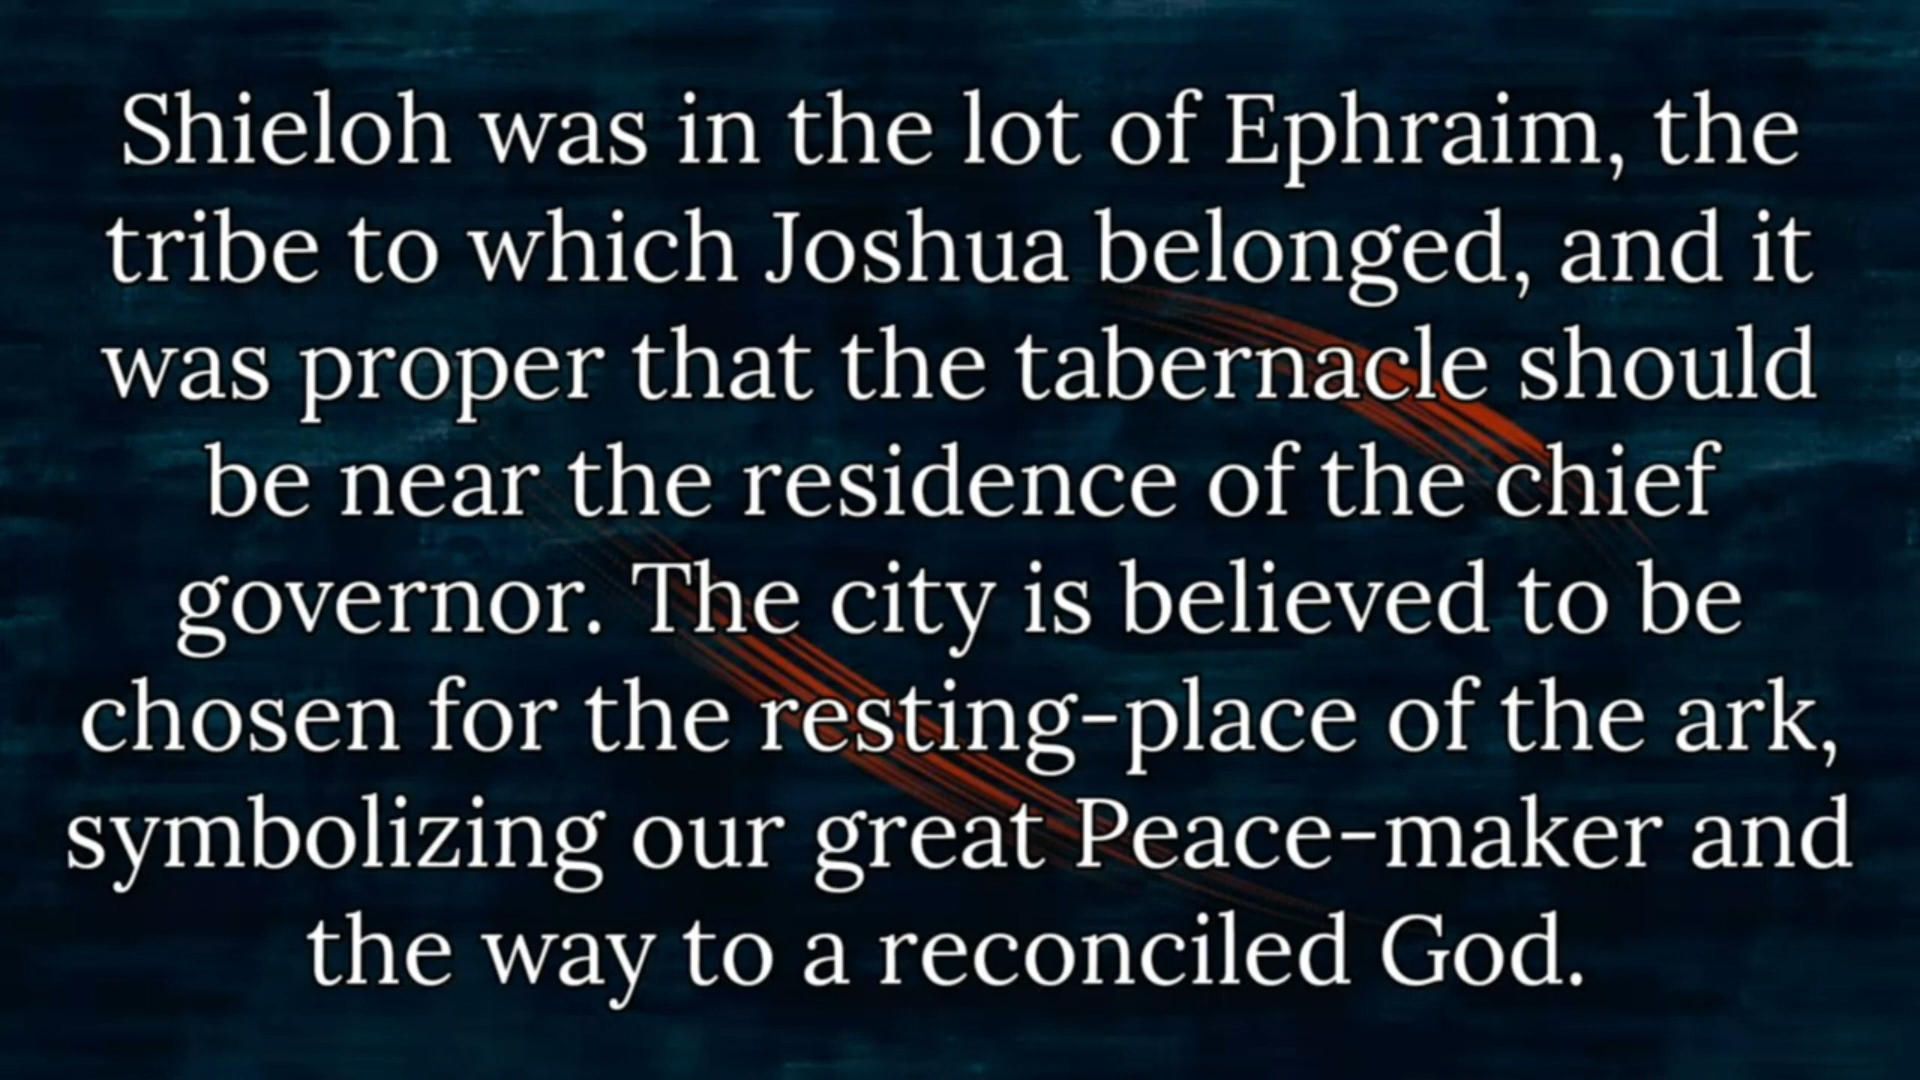 Shieloh was in the lot of Ephraim, the
tribe to which Joshua belonged, and it
was proper that the tabernacle should
be near the residence of the chief
governor. The city is believed to be
chosen for the resting-place of the ark,
symbolizing our great Peace-maker and
the way to a reconciled God.